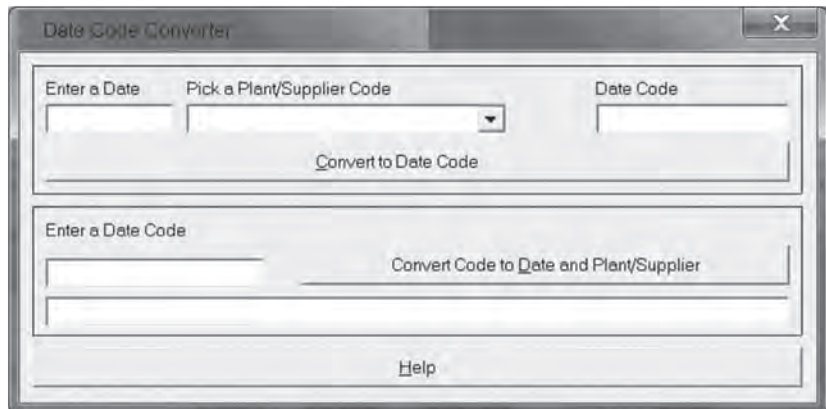 Date Code Converter
X
Enter a Date Pick a Plant/Supplier Code Date Code
Convert to Date Code
Enter a Date Code
Convert Code to Date and Plant/Supplier
Help